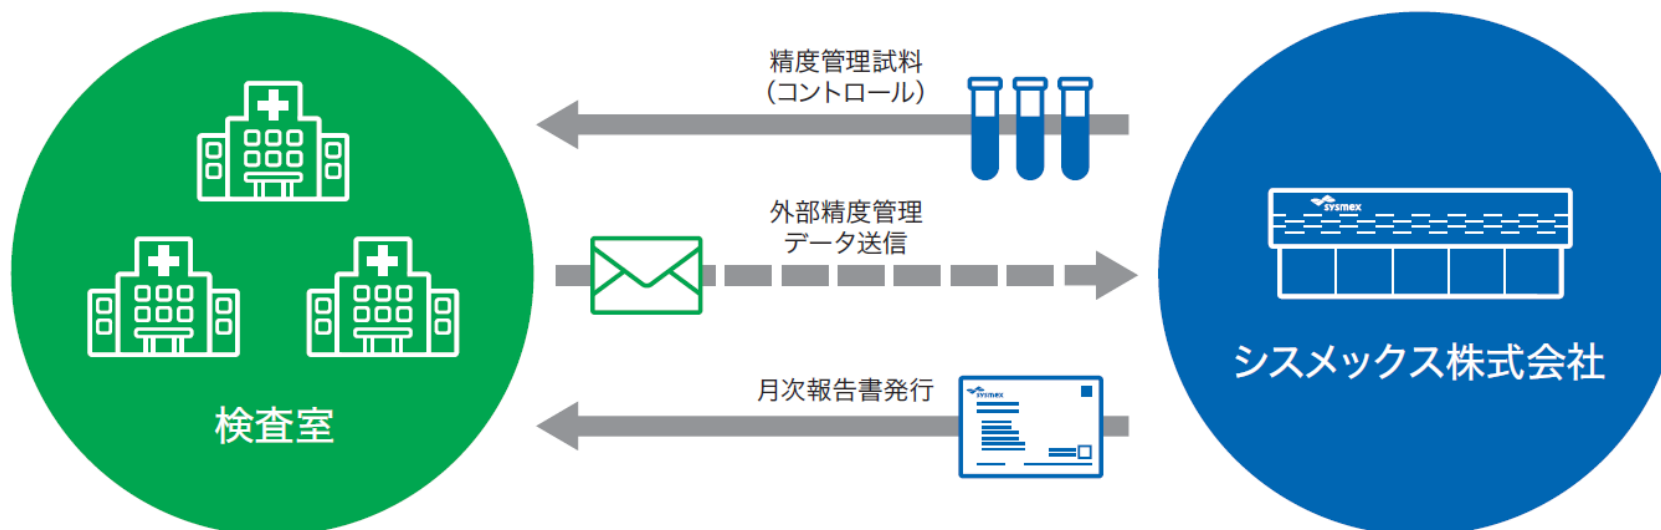 精度管理試料
（コントロール）
sysmex
外部精度管理
データ送信
シスメックス株式会社
月次報告書発行
sysmex
検査室